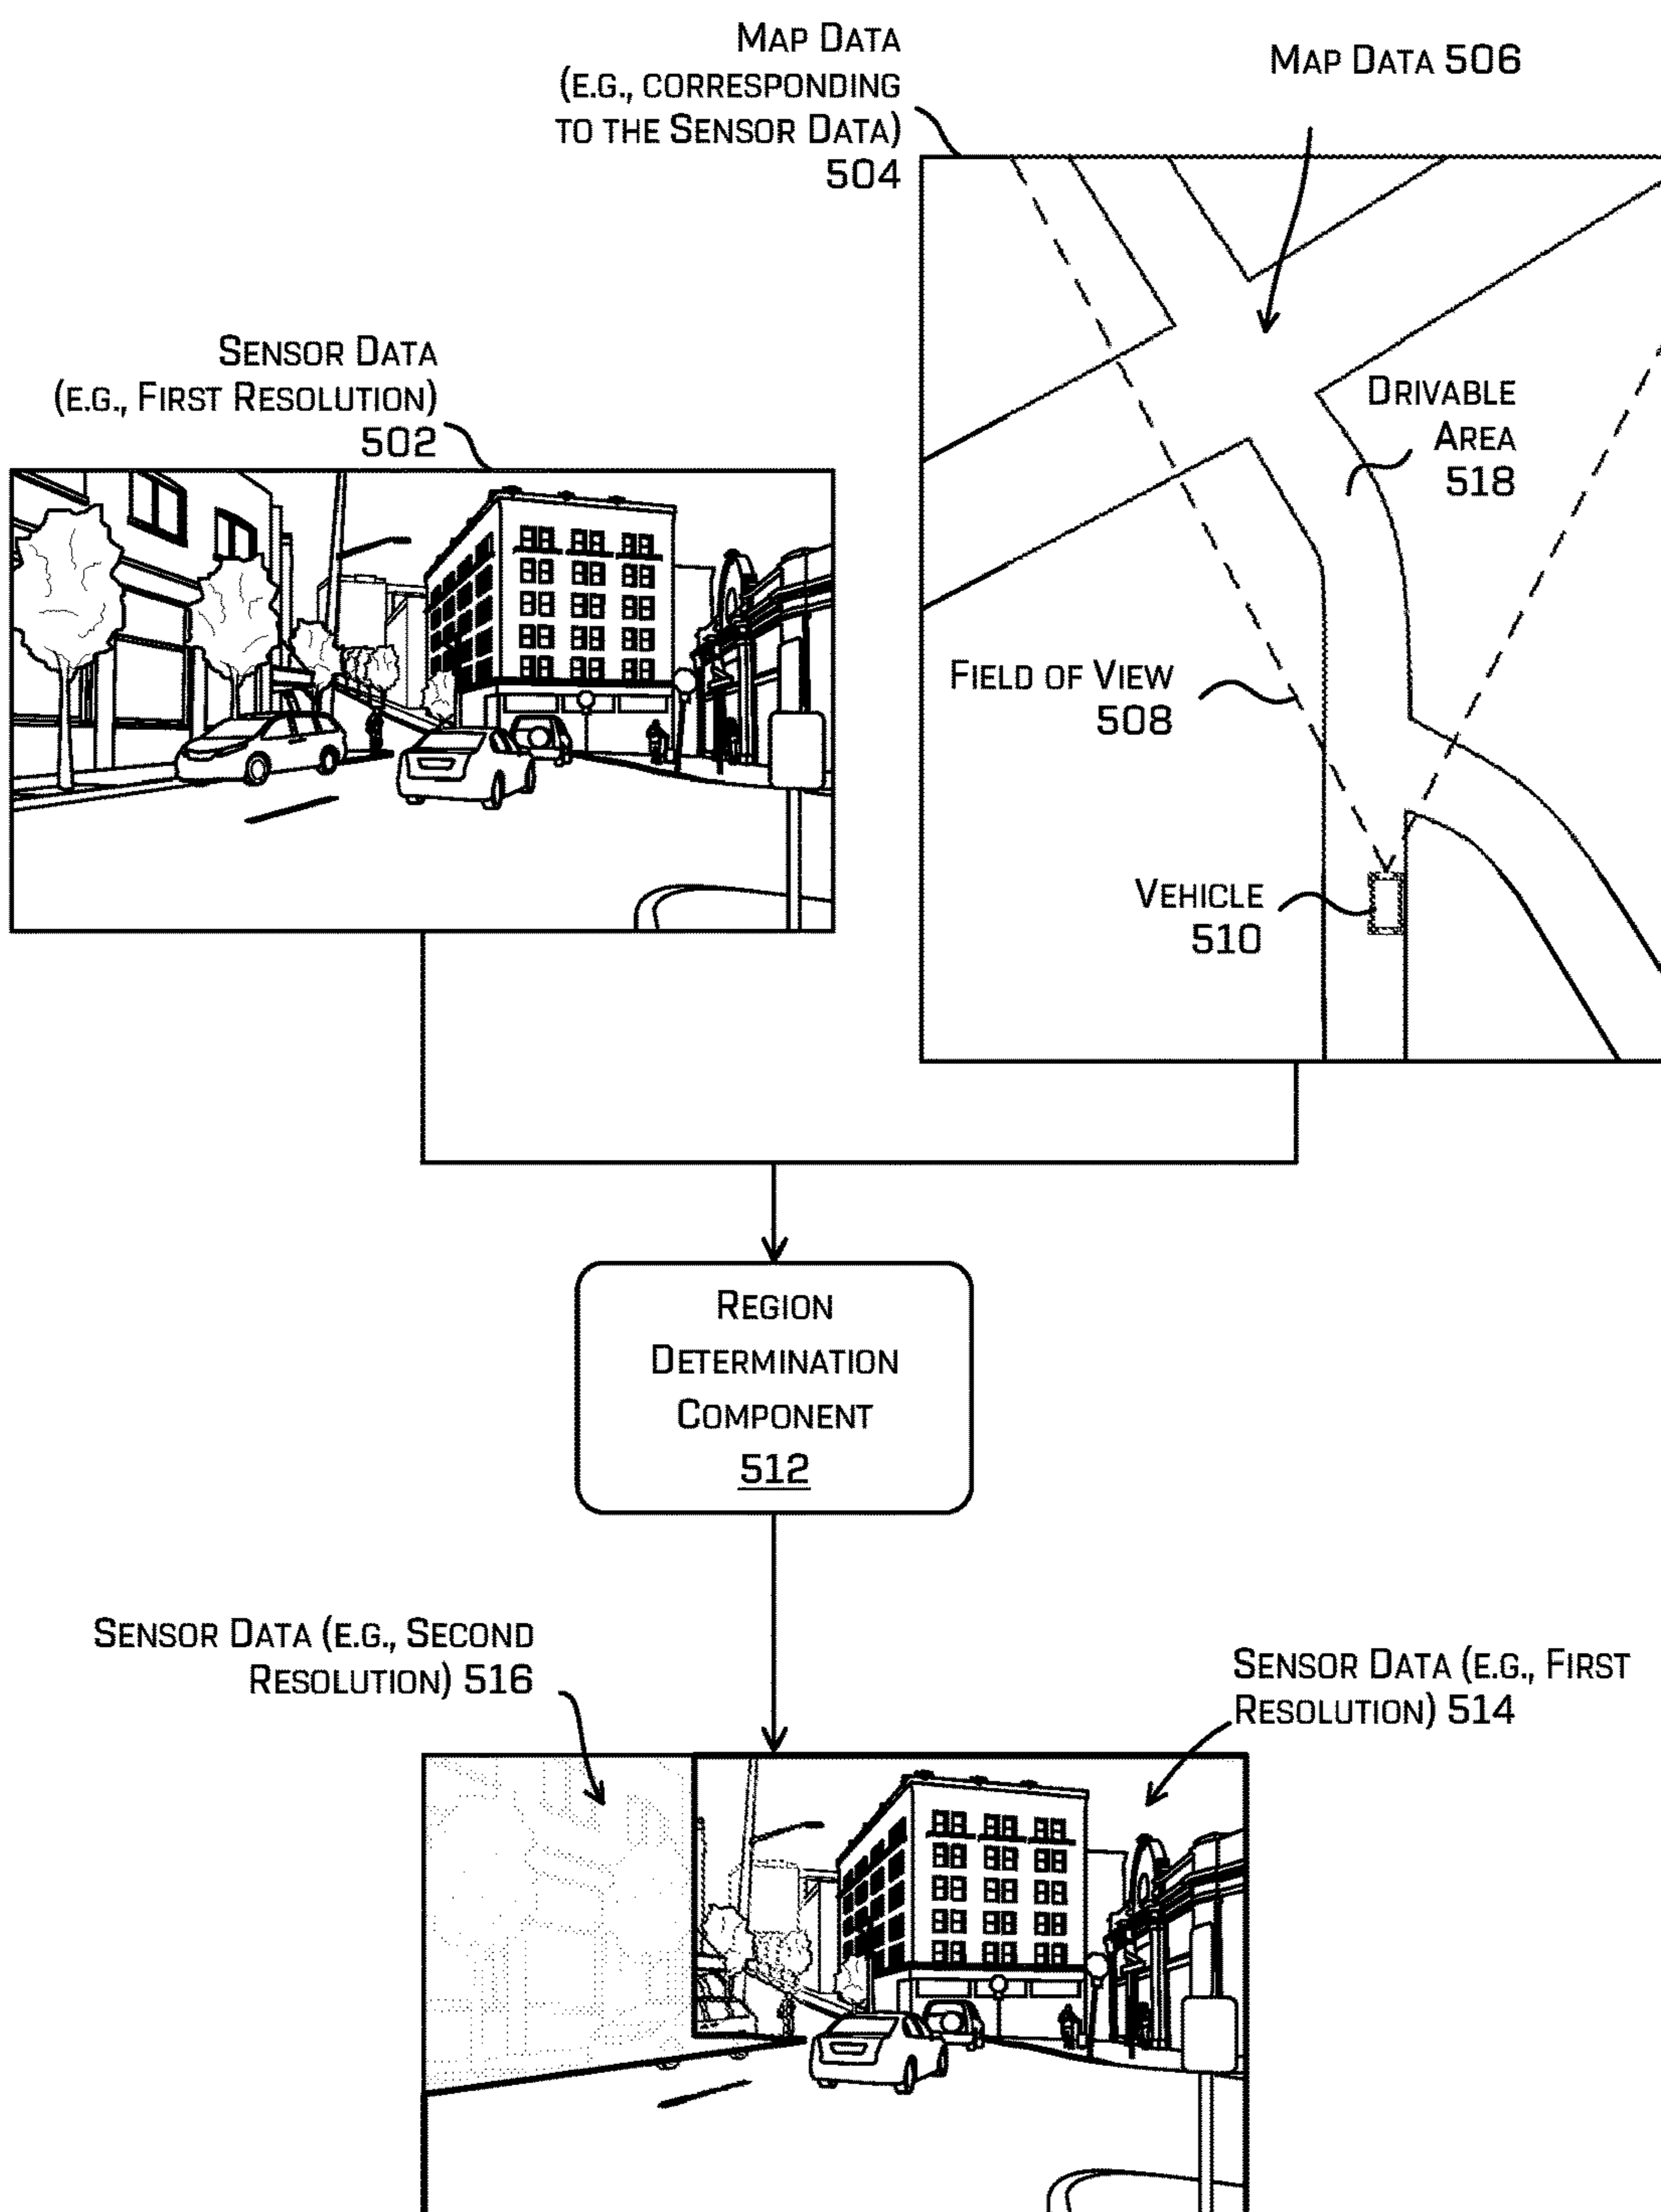 MAP DATA
(E.G., CORRESPONDING
TO THE SENSOR DATA)
504
MAP DATA 506
SENSOR DATA
(E.G., FIRST RESOLUTION)
502
DRIVABLE
AREA
518
FIELD OF VIEW
508
VEHICLE
510
REGION
DETERMINATION
COMPONENT
512
SENSOR DATA (E.G., SECOND
RESOLUTION) 516
SENSOR DATA (E.G., FIRST
RESOLUTION) 514